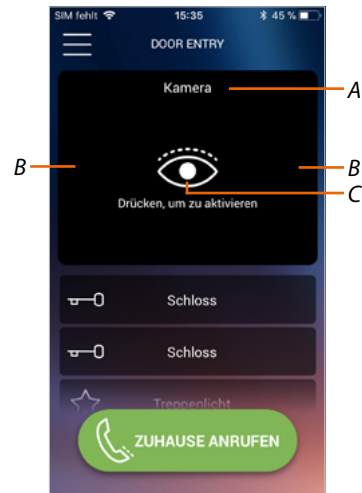 SIM fehlt 15:35 45 %
DOOR ENTRY
Kamera A
B B
C
Drücken, um zu aktivieren
Schloss
Schloss
Treppenlicht
ZUHAUSE ANRUFEN